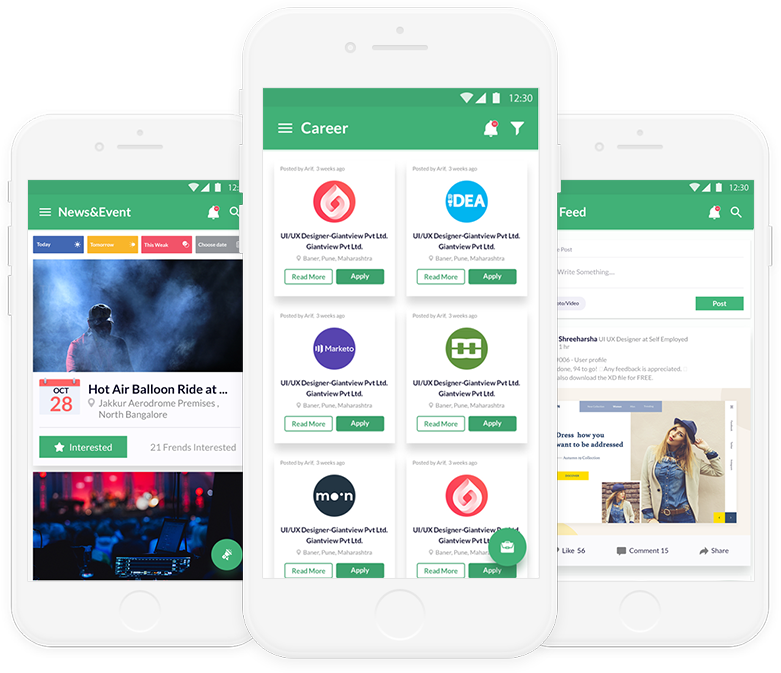 12:
News&Event
Today
Tomorrow
This Weak
Choose date
OCT
28
Hot Air Balloon Ride at ...
Jakkur Aerodrome Premises ,
North Bangalore
Interested
21 Frends Interested
12:30
Career
Posted by Arif, 3 weeks ago
UI/UX Designer-Giantview Pvt Ltd.
Giantview Pvt Ltd.
Baner, Pune, Maharashtra
Read More
Apply
Posted by Arif, 3 weeks ago
!DEA
UI/UX Designer-Giantview Pvt Ltd.
Giantview Pvt Ltd.
Baner, Pune, Maharashtra
Read More
Apply
Posted by Arif, 3 weeks ago
Marketo
UI/UX Designer-Giantview Pvt Ltd.
Giantview Pvt Ltd.
Baner, Pune, Maharashtra
Read More
Apply
Posted by Arif, 3 weeks ago
UI/UX Designer-Giantview Pvt Ltd.
Giantview Pvt Ltd.
Baner, Pune, Maharashtra
Read More
Apply
Posted by Arif, 3 weeks ago
UI/UX Designer-Giantview Pvt Ltd.
Giantview Pvt Ltd.
Baner, Pune, Maharashtra
Read More
Apply
Posted by Arif, 3 weeks ago
UI/UX Designer-Giantview Pvt Ltd.
Giantview Pvt Ltd.
Baner, Pune, Maharashtra
Read More
Apply
12:30
Feed
Post
Write Something...
oto/Video
Post
Shreeharsha UI UX Designer at Self Employed
1 hr
0006 - User profile
done, 94 to go! Any feedback is appreciated.
also download the XD file for FREE.
Dress how you
want to be addressed
Like 56
Comment 15
Share